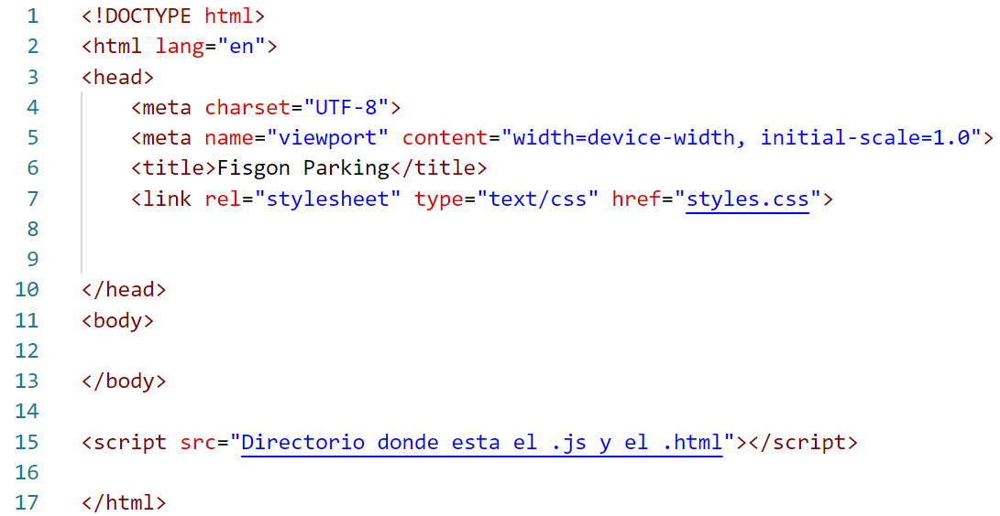 1 <!DOCTYPE html>
2 <html lang="en">
3 <head>
4 <meta charset="UTF-8">
5 <meta name="viewport" content="width=device-width, initial-scale=1.0">
6 <title>Fisgon Parking</title>
7 <link rel="stylesheet" type="text/css" href="styles.css">
8
9
10 </head>
11 <body>
12
13 </body>
14
15 <script src="Directorio donde esta el .js y el .html"></script>
16
17 </html>